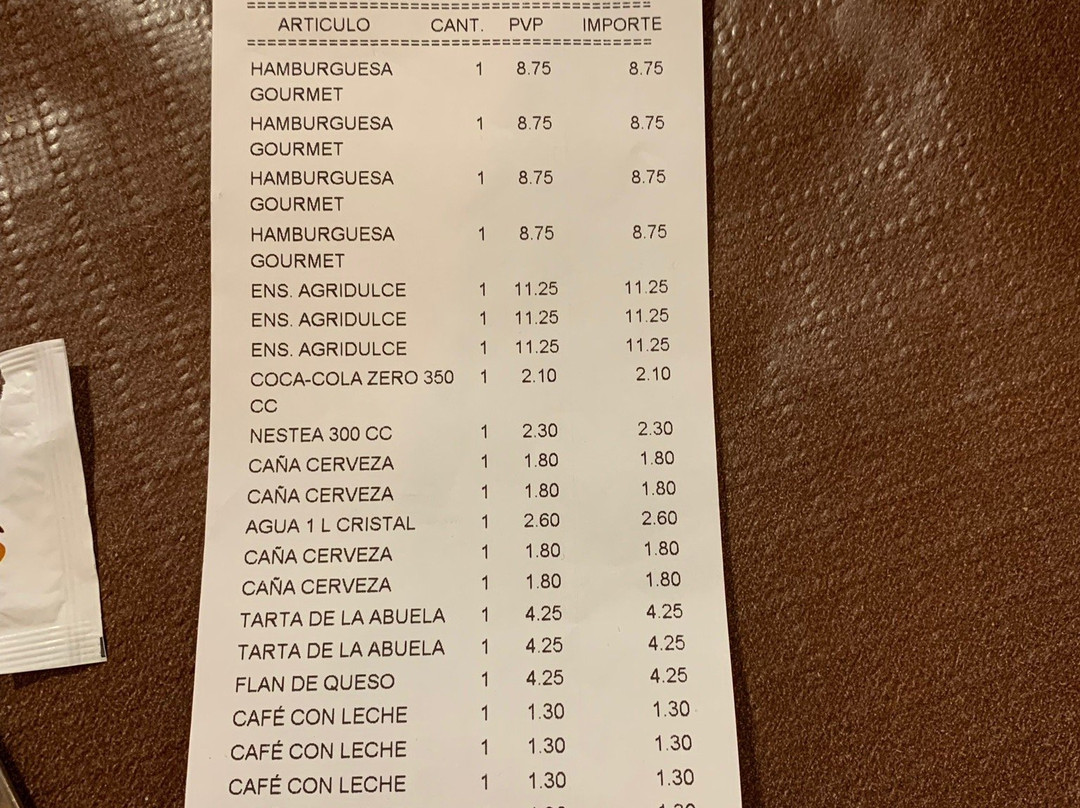 ==================================================
ARTICULO CANT. PVP IMPORTE
==================================================
HAMBURGUESA 1 8.75 8.75
GOURMET
HAMBURGUESA 1 8.75 8.75
GOURMET
HAMBURGUESA 1 8.75 8.75
GOURMET
HAMBURGUESA 1 8.75 8.75
GOURMET
ENS. AGRIDULCE 1 11.25 11.25
ENS. AGRIDULCE 1 11.25 11.25
ENS. AGRIDULCE 1 11.25 11.25
COCA-COLA ZERO 350 1 2.10 2.10
CC
NESTEA 300 CC 1 2.30 2.30
CAÑA CERVEZA 1 1.80 1.80
CAÑA CERVEZA 1 1.80 1.80
AGUA 1 L CRISTAL 1 2.60 2.60
CAÑA CERVEZA 1 1.80 1.80
CAÑA CERVEZA 1 1.80 1.80
TARTA DE LA ABUELA 1 4.25 4.25
TARTA DE LA ABUELA 1 4.25 4.25
FLAN DE QUESO 1 4.25 4.25
CAFÉ CON LECHE 1 1.30 1.30
CAFÉ CON LECHE 1 1.30 1.30
CAFÉ CON LECHE 1 1.30 1.30